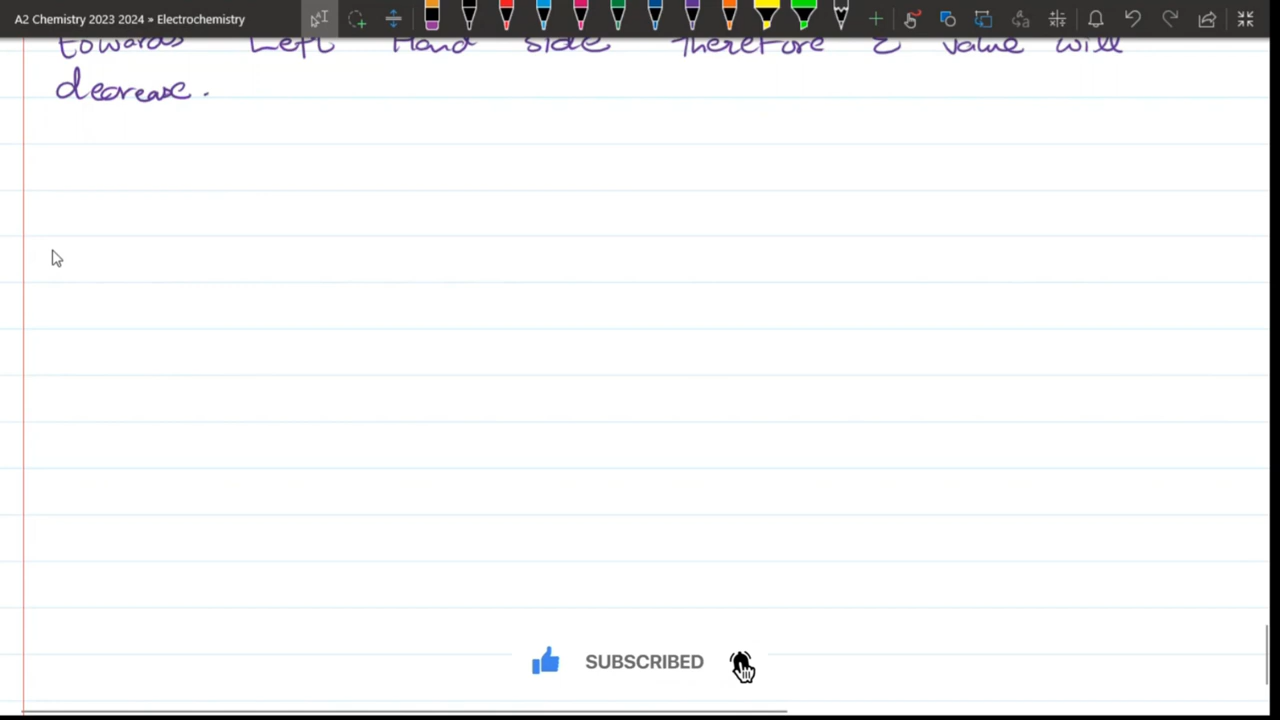 A2 Chemistry 2023 2024 » Electrochemistry
towards Left Hand side therefore E value will
decrease.
SUBSCRIBED